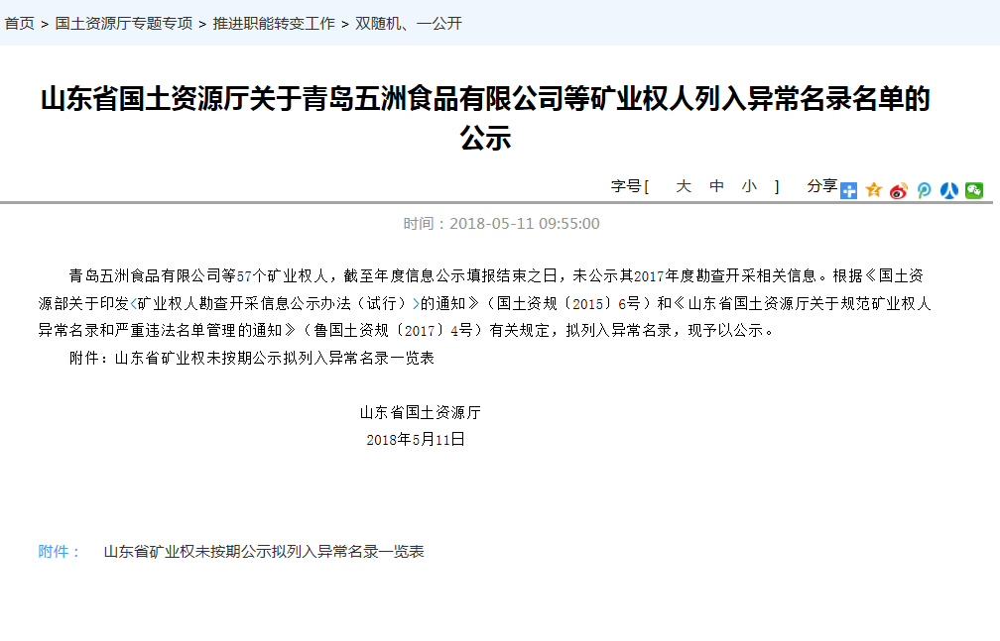 首页 > 国土资源厅专题专项 > 推进职能转变工作 > 双随机、一公开
山东省国土资源厅关于青岛五洲食品有限公司等矿业权人列入异常名录名单的
公示
字号[ 大 中 小 ] 分享
时间：2018-05-11 09:55:00
青岛五洲食品有限公司等57个矿业权人，截至年度信息公示填报结束之日，未公示其2017年度勘查开采相关信息。根据《国土资
源部关于印发<矿业权人勘查开采信息公示办法（试行）>的通知》（国土资规〔2015〕6号）和《山东省国土资源厅关于规范矿业权人
异常名录和严重违法名单管理的通知》（鲁国土资规〔2017〕4号）有关规定，拟列入异常名录，现予以公示。
附件：山东省矿业权未按期公示拟列入异常名录一览表
山东省国土资源厅
2018年5月11日
附件： 山东省矿业权未按期公示拟列入异常名录一览表